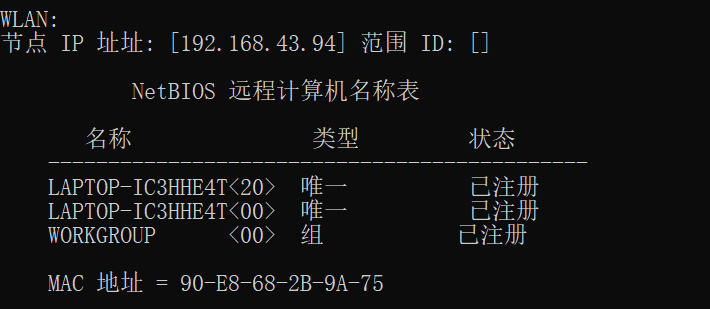 WLAN:
节点 IP 址址: [192.168.43.94] 范围 ID: []
NetBIOS 远程计算机名称表
名称 类型 状态
---------------------------------------------
LAPTOP-IC3HHE4T<20> 唯一 已注册
LAPTOP-IC3HHE4T<00> 唯一 已注册
WORKGROUP <00> 组 已注册
MAC 地址 = 90-E8-68-2B-9A-75